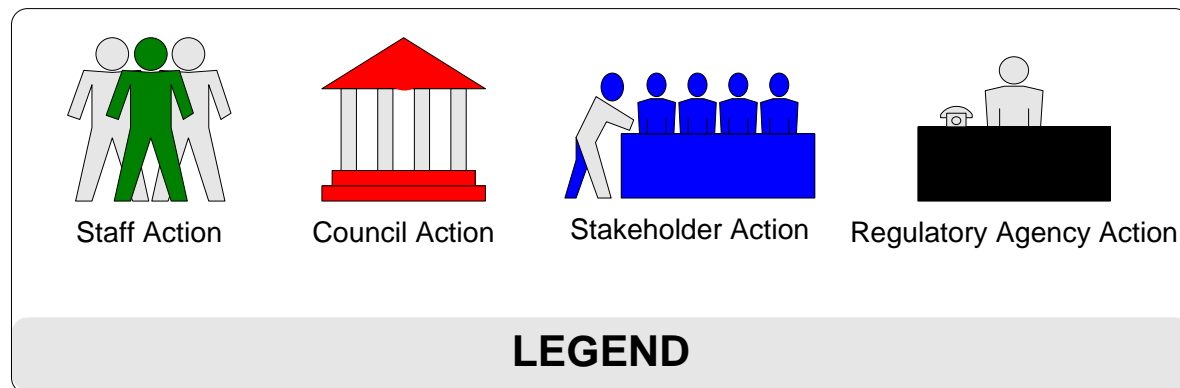 Staff Action
Council Action
Stakeholder Action
Regulatory Agency Action
LEGEND